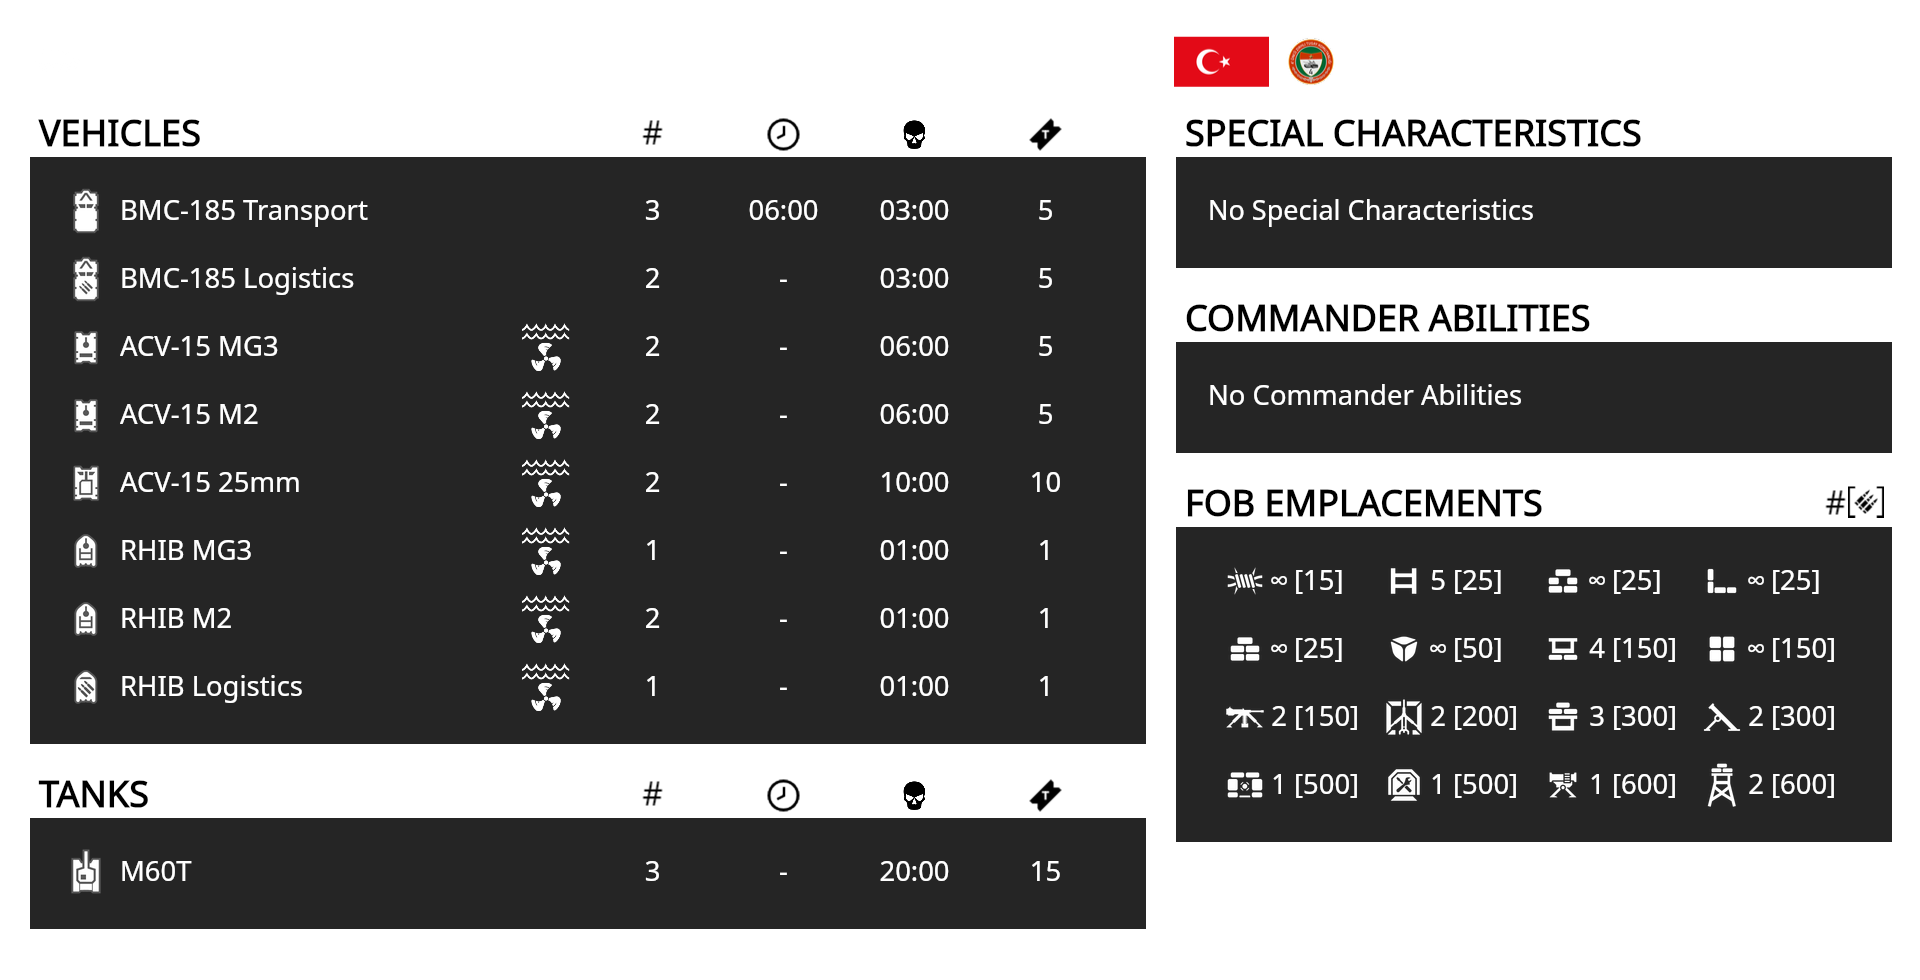 VEHICLES #
BMC-185 Transport 3 06:00 03:00 5
BMC-185 Logistics 2 - 03:00 5
ACV-15 MG3 2 - 06:00 5
ACV-15 M2 2 - 06:00 5
ACV-15 25mm 2 - 10:00 10
RHIB MG3 1 - 01:00 1
RHIB M2 2 - 01:00 1
RHIB Logistics 1 - 01:00 1
TANKS #
M60T 3 - 20:00 15
SPECIAL CHARACTERISTICS
No Special Characteristics
COMMANDER ABILITIES
No Commander Abilities
FOB EMPLACEMENTS #[]
∞ [15] 5 [25] ∞ [25] ∞ [25]
∞ [25] ∞ [50] 4 [150] ∞ [150]
2 [150] 2 [200] 3 [300] 2 [300]
1 [500] 1 [500] 1 [600] 2 [600]